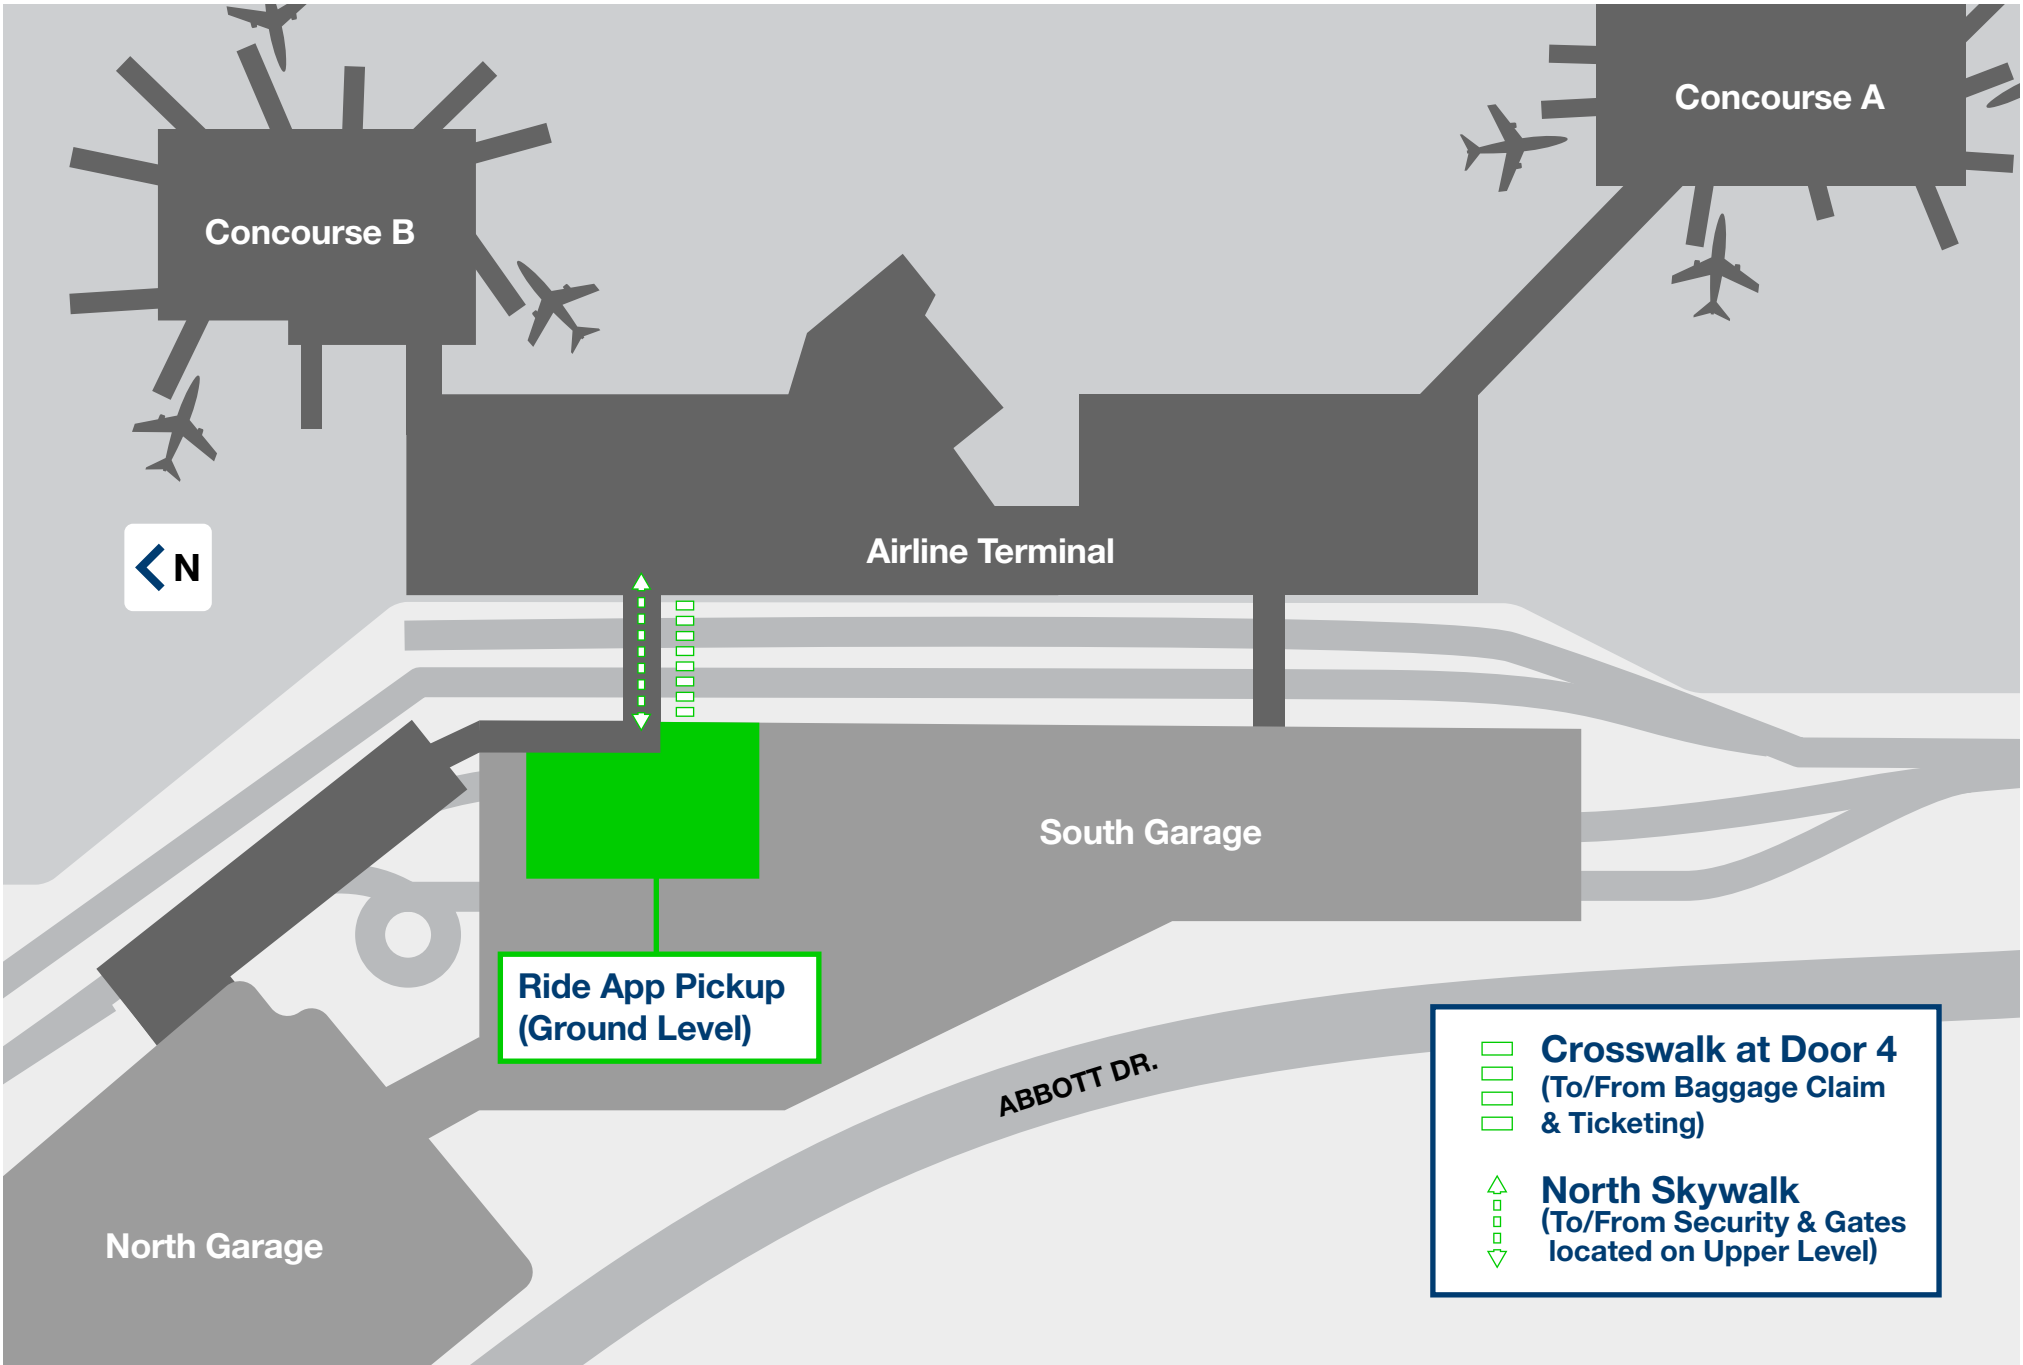 Concourse A
Concourse B
Airline Terminal
N
South Garage
Ride App Pickup
(Ground Level)
ABBOTT DR.
North Garage
Crosswalk at Door 4
(To/From Baggage Claim
& Ticketing)
North Skywalk
(To/From Security & Gates
located on Upper Level)